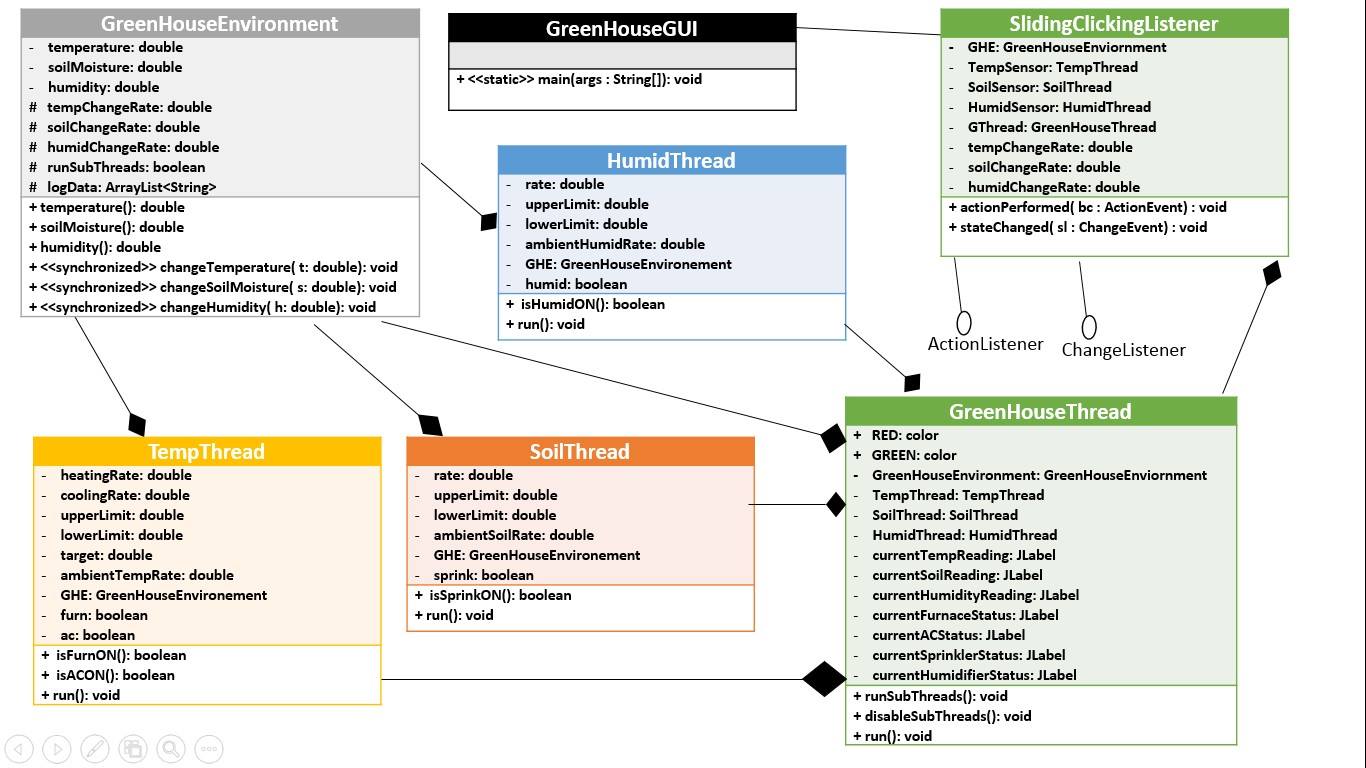 GreenHouseEnvironment
- temperature: double
- soilMoisture: double
- humidity: double
# tempChangeRate: double
# soilChangeRate: double
# humidChangeRate: double
# runSubThreads: boolean
# logData: ArrayList<String>
+ temperature(): double
+ soilMoisture(): double
+ humidity(): double
+ <<synchronized>> changeTemperature( t: double): void
+ <<synchronized>> changeSoilMoisture( s: double): void
+ <<synchronized>> changeHumidity( h: double): void
GreenHouseGUI
+ <<static>> main(args : String[]): void
SlidingClickingListener
- GHE: GreenHouseEnviornment
- TempSensor: TempThread
- SoilSensor: SoilThread
- HumidSensor: HumidThread
- GThread: GreenHouseThread
- tempChangeRate: double
- soilChangeRate: double
- humidChangeRate: double
+ actionPerformed( bc : ActionEvent) : void
+ stateChanged( sl : ChangeEvent) : void
HumidThread
- rate: double
- upperLimit: double
- lowerLimit: double
- ambientHumidRate: double
- GHE: GreenHouseEnvironement
- humid: boolean
+ isHumidON(): boolean
+ run(): void
ActionListener
ChangeListener
TempThread
- heatingRate: double
- coolingRate: double
- upperLimit: double
- lowerLimit: double
- target: double
- ambientTempRate: double
- GHE: GreenHouseEnvironement
- furn: boolean
- ac: boolean
+ isFurnON(): boolean
+ isACON(): boolean
+ run(): void
SoilThread
- rate: double
- upperLimit: double
- lowerLimit: double
- ambientSoilRate: double
- GHE: GreenHouseEnvironement
- sprink: boolean
+ isSprinkON(): boolean
+ run(): void
GreenHouseThread
+ RED: color
+ GREEN: color
- GreenHouseEnvironment: GreenHouseEnviornment
- TempThread: TempThread
- SoilThread: SoilThread
- HumidThread: HumidThread
- currentTempReading: JLabel
- currentSoilReading: JLabel
- currentHumidityReading: JLabel
- currentFurnaceStatus: JLabel
- currentACStatus: JLabel
- currentSprinklerStatus: JLabel
- currentHumidifierStatus: JLabel
+ runSubThreads(): void
+ disableSubThreads(): void
+ run(): void